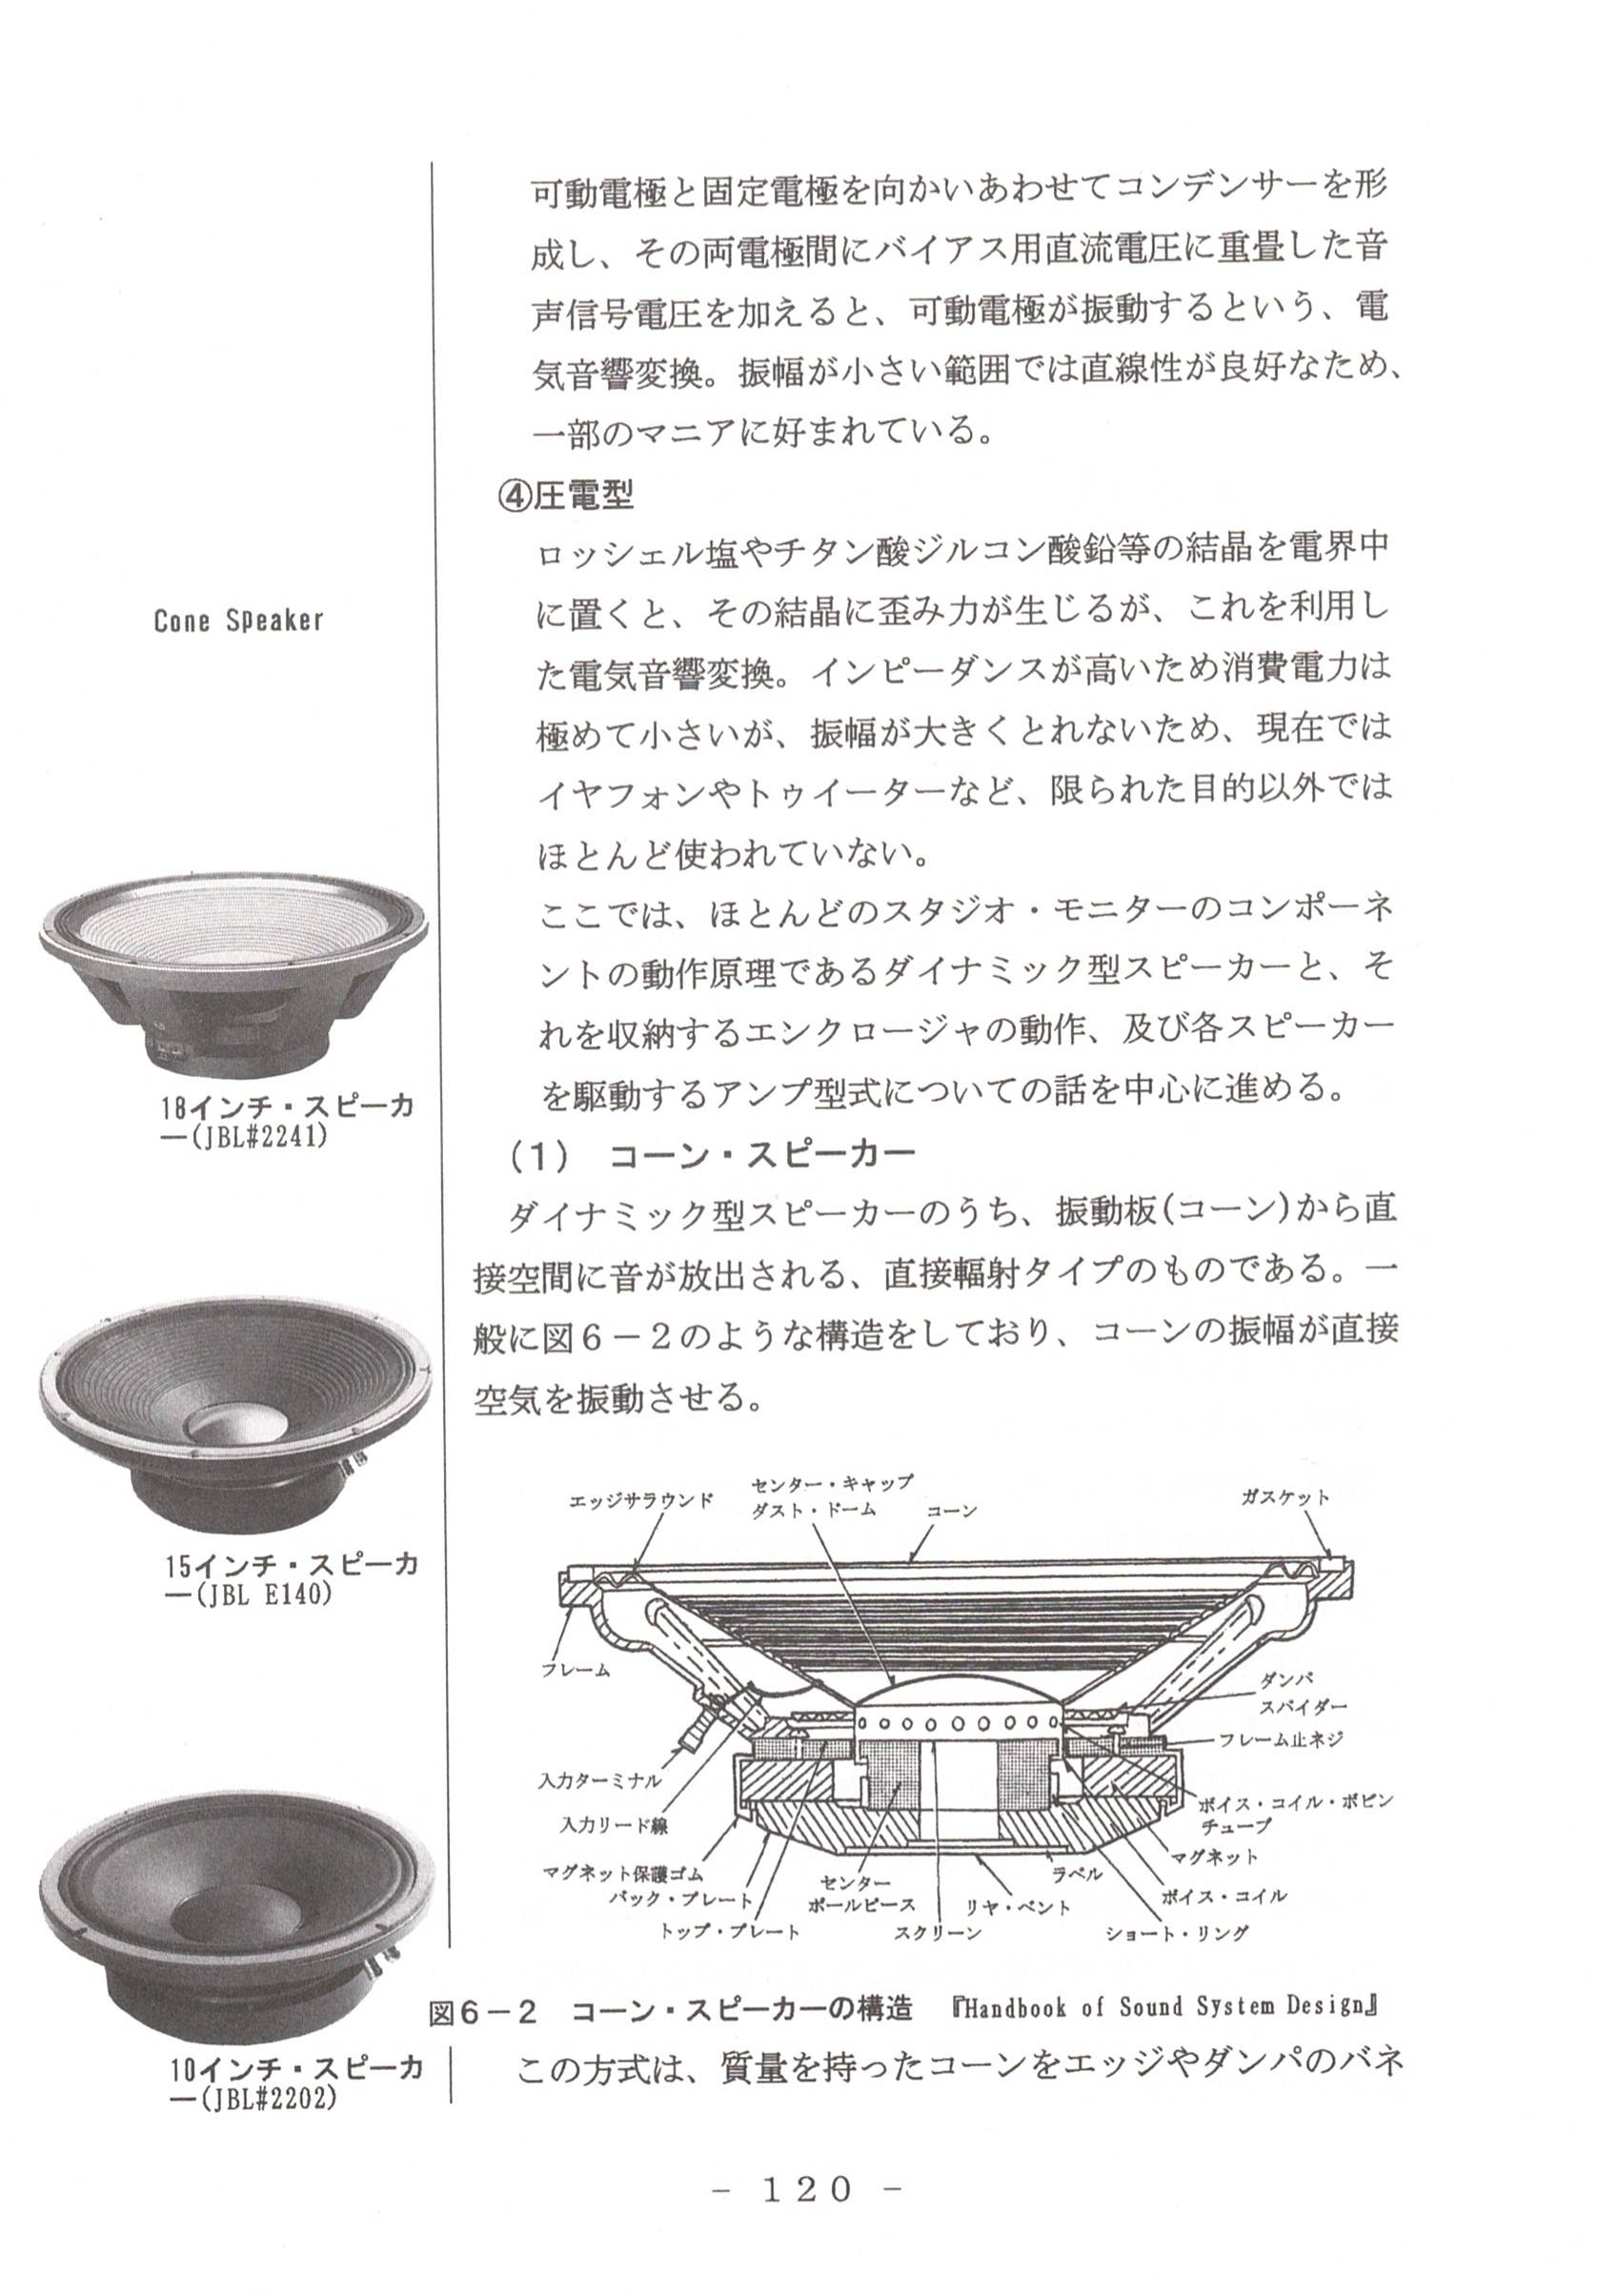 可動電極と固定電極を向かいあわせてコンデンサーを形
成し、その両電極間にバイアス用直流電圧に重畳した音
声信号電圧を加えると、可動電極が振動するという、電
気音響変換。振幅が小さい範囲では直線性が良好なため、
一部のマニアに好まれている。
④圧電型
ロッシェル塩やチタン酸ジルコン酸鉛等の結晶を電界中
に置くと、その結晶に歪み力が生じるが、これを利用し
た電気音響変換。インピーダンスが高いため消費電力は
極めて小さいが、振幅が大きくとれないため、現在では
イヤフォンやトゥイーターなど、限られた目的以外では
ほとんど使われていない。
ここでは、ほとんどのスタジオ・モニターのコンポーネ
ントの動作原理であるダイナミック型スピーカーと、そ
れを収納するエンクロージャの動作、及び各スピーカー
を駆動するアンプ型式についての話を中心に進める。
Cone Speaker
(1)　コーン・スピーカー
ダイナミック型スピーカーのうち、振動板(コーン)から直
接空間に音が放出される、直接輻射タイプのものである。一
般に図6－2のような構造をしており、コーンの振幅が直接
空気を振動させる。
18インチ・スピーカ
ー(JBL#2241)
15インチ・スピーカ
ー(JBL E140)
10インチ・スピーカ
ー(JBL#2202)
エッジサラウンド
センター・キャップ
ダスト・ドーム
コーン
ガスケット
フレーム
ダンパ
スパイダー
フレーム止ネジ
入力ターミナル
入力リード線
ボイス・コイル・ボビン
チューブ
マグネット保護ゴム
バック・プレート
トップ・プレート
センター
ポールピース
スクリーン
リヤ・ベント
ラベル
マグネット
ボイス・コイル
ショート・リング
図6－2　コーン・スピーカーの構造　『Handbook of Sound System Design』
この方式は、質量を持ったコーンをエッジやダンパのバネ
－ 120 －